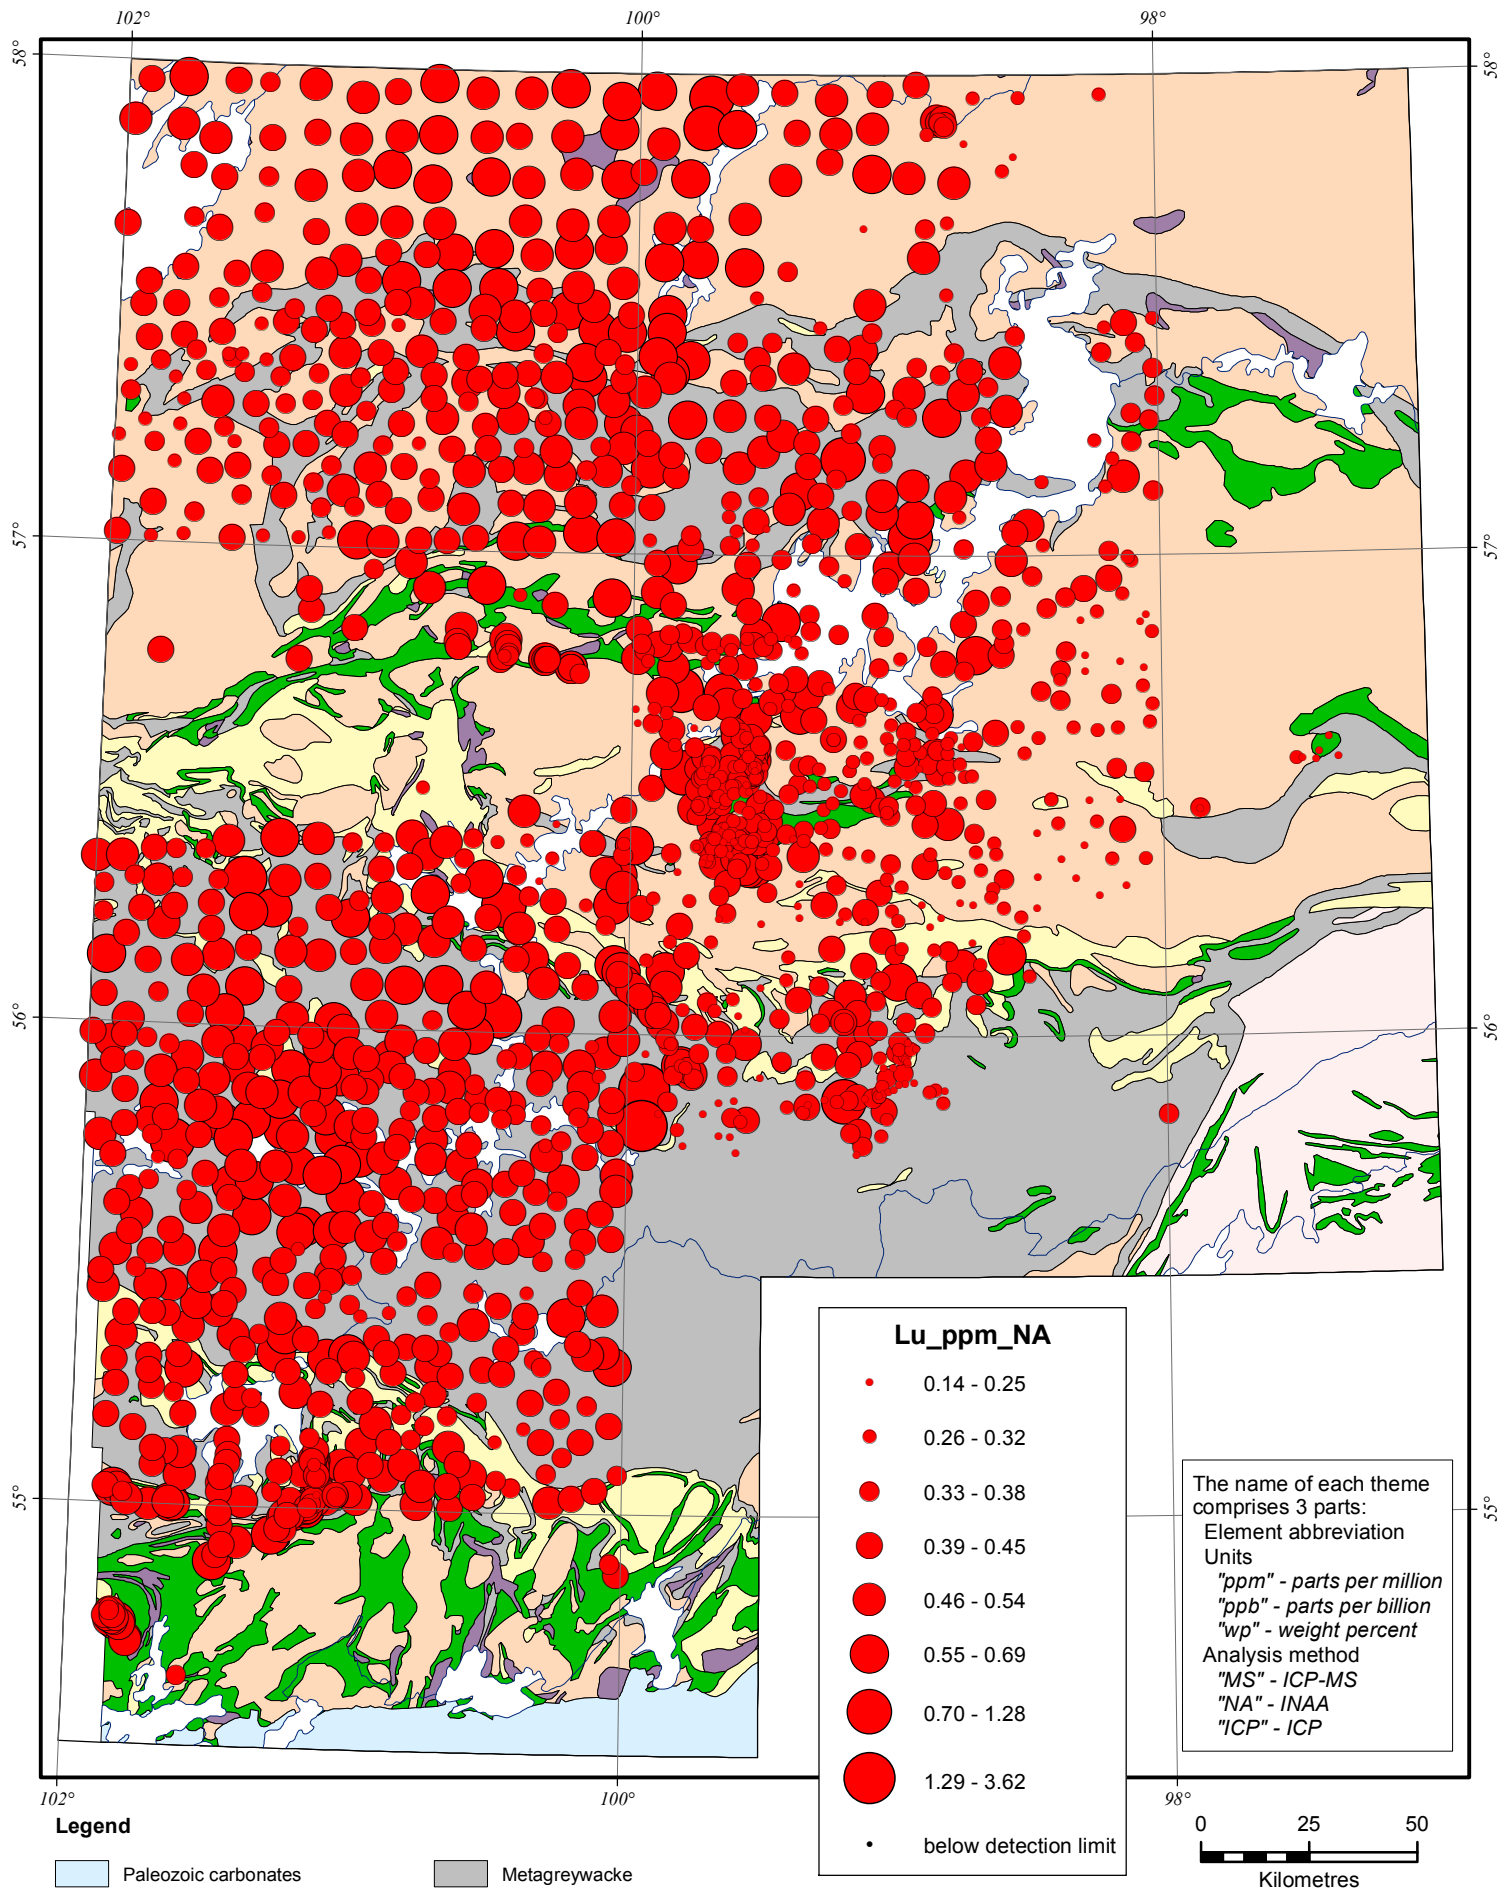 102° 100° 98°
58° 58°
57° 57°
56° 56°
55° 55°
Lu_ppm_NA
0.14 - 0.25
0.26 - 0.32
0.33 - 0.38
0.39 - 0.45
0.46 - 0.54
0.55 - 0.69
0.70 - 1.28
1.29 - 3.62
below detection limit
The name of each theme
comprises 3 parts:
Element abbreviation
Units
"ppm" - parts per million
"ppb" - parts per billion
"wp" - weight percent
Analysis method
"MS" - ICP-MS
"NA" - INAA
"ICP" - ICP
102° 100° 98°
Legend
Paleozoic carbonates
Metagreywacke
0 25 50
Kilometres